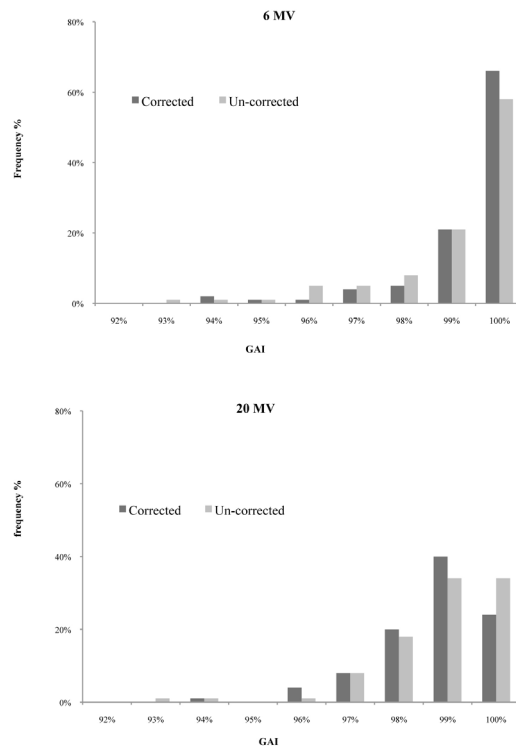 6 MV
80%
60%
40%
20%
0%
Frequency %
Corrected Un-corrected
92% 93% 94% 95% 96% 97% 98% 99% 100%
GAI
20 MV
80%
60%
40%
20%
0%
frequency %
Corrected Un-corrected
92% 93% 94% 95% 96% 97% 98% 99% 100%
GAI